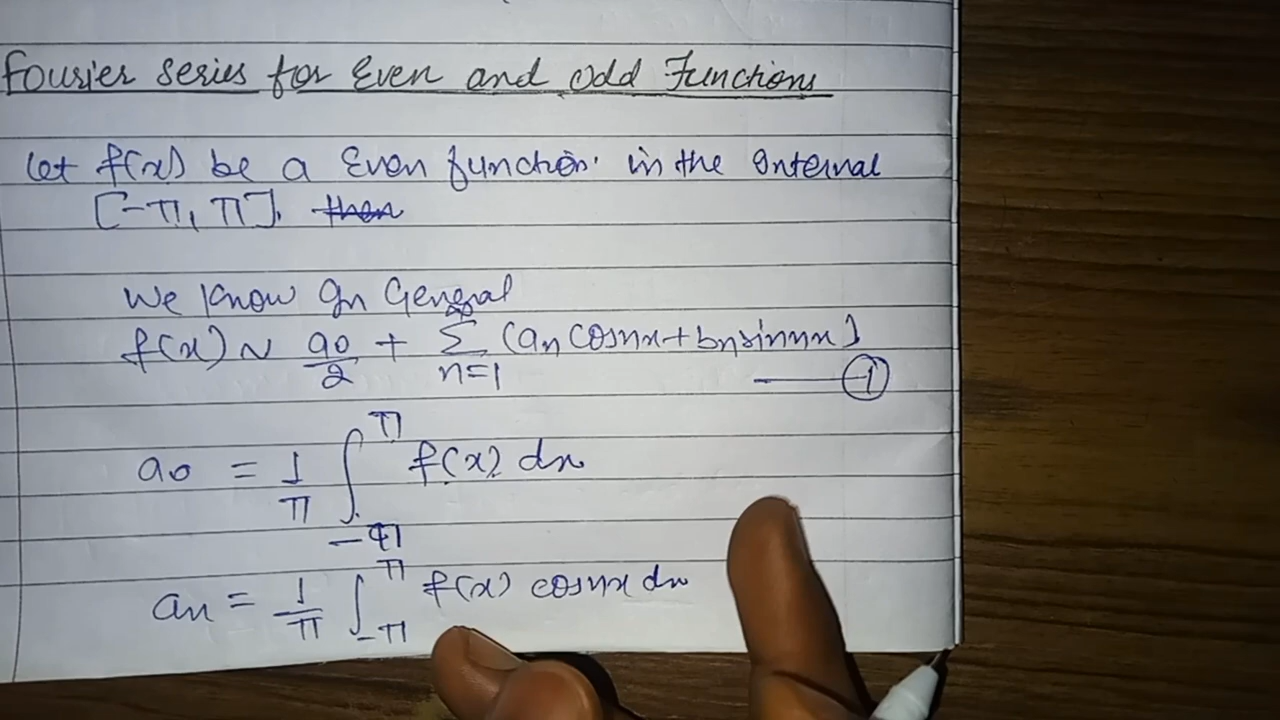 Fourier Series for Even and Odd Functions
Let f(x) be a Even function. in the Interval
[-π, π]. then
We know In General
f(x) ~ a0/2 + ∞ Σ n=1 (an cosnx + bn sinnx)
—— ①
a0 = 1/π ∫_{-π}^{π} f(x) dx
an = 1/π ∫_{-π}^{π} f(x) cosnx dx